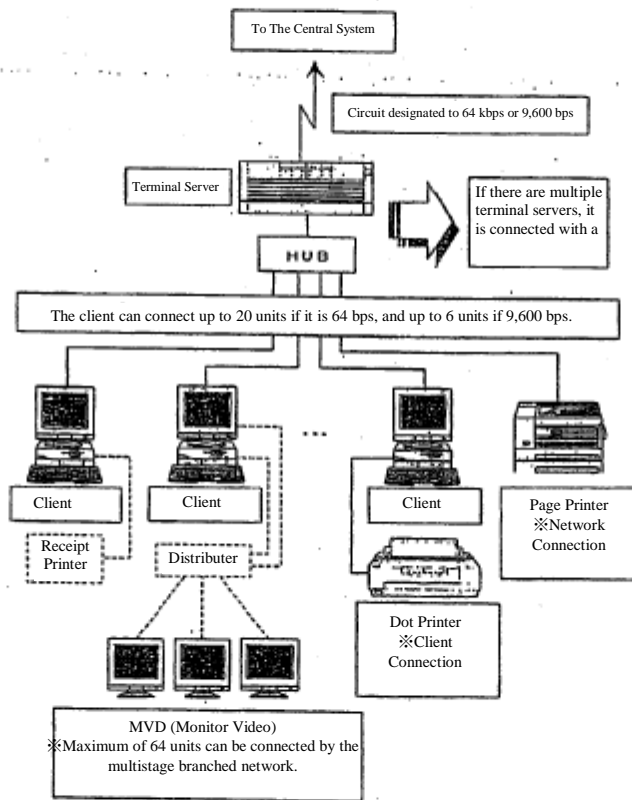 To The Central System
Circuit designated to 64 kbps or 9,600 bps
Terminal Server
If there are multiple
terminal servers, it
is connected with a
HUB
The client can connect up to 20 units if it is 64 bps, and up to 6 units if 9,600 bps.
Client
Client
Client
Receipt
Printer
Distributer
Page Printer
※Network
Connection
Dot Printer
※Client
Connection
MVD (Monitor Video)
※Maximum of 64 units can be connected by the
multistage branched network.